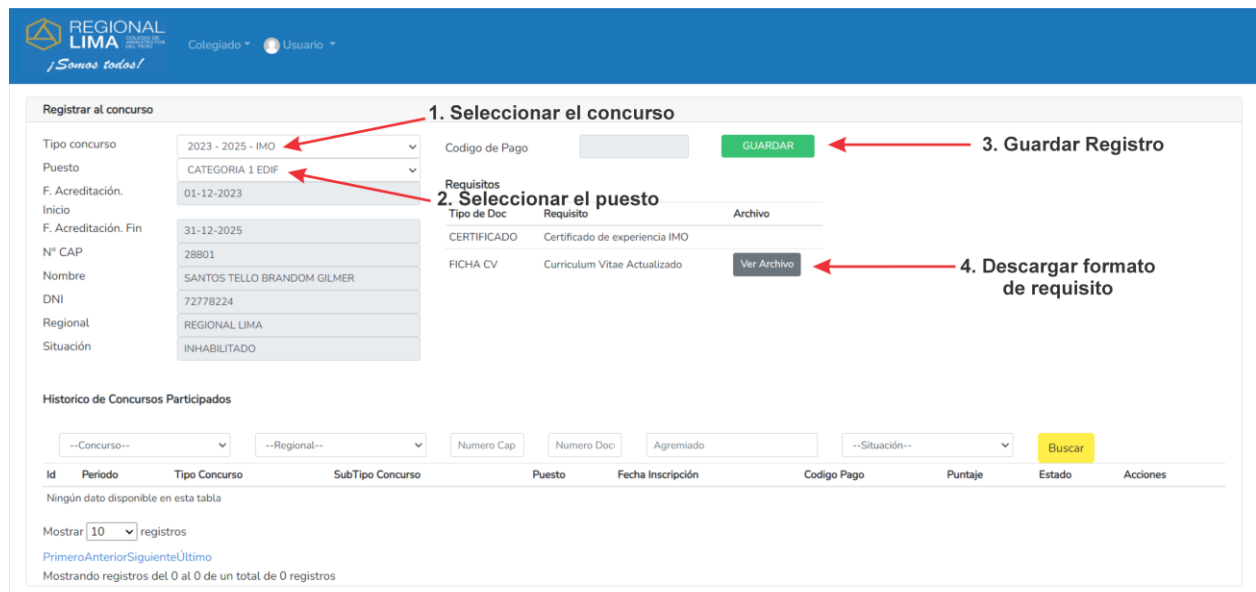 REGIONAL
LIMA COLEGIO DE ARQUITECTOS DEL PERÚ
¡Somos todos!
Colegiado
Usuario
Registrar al concurso
1. Seleccionar el concurso
Tipo concurso
2023 - 2025 - IMO
Codigo de Pago
GUARDAR
3. Guardar Registro
Puesto
CATEGORIA 1 EDIF
F. Acreditación. Inicio
01-12-2023
Requisitos
2. Seleccionar el puesto
Tipo de Doc Requisito Archivo
F. Acreditación. Fin
31-12-2025
CERTIFICADO Certificado de experiencia IMO
N° CAP
28801
FICHA CV Curriculum Vitae Actualizado Ver Archivo
4. Descargar formato
de requisito
Nombre
SANTOS TELLO BRANDOM GILMER
DNI
72778224
Regional
REGIONAL LIMA
Situación
INHABILITADO
Historico de Concursos Participados
--Concurso-- --Regional-- Numero Cap Numero Doc Agremiado --Situación-- Buscar
Id Periodo Tipo Concurso SubTipo Concurso Puesto Fecha Inscripción Codigo Pago Puntaje Estado Acciones
Ningún dato disponible en esta tabla
Mostrar 10 registros
PrimeroAnteriorSiguienteÚltimo
Mostrando registros del 0 al 0 de un total de 0 registros